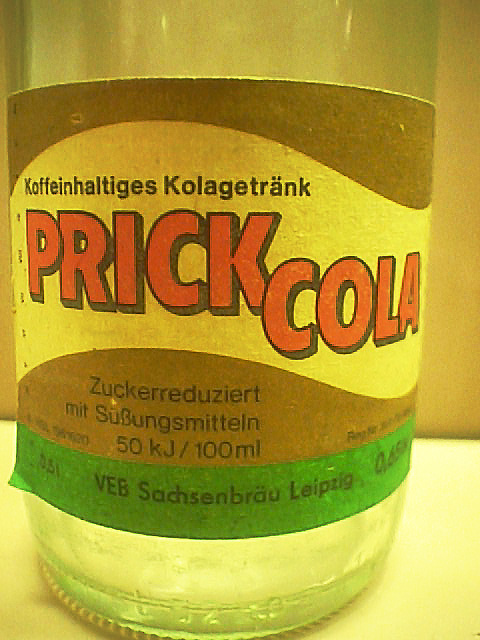 Koffeinhaltiges Kolagetränk
PRICK
COLA
Zuckerreduziert
mit Süßungsmitteln
50 kJ / 100ml
0,5l
VEB Sachsenbräu Leipzig